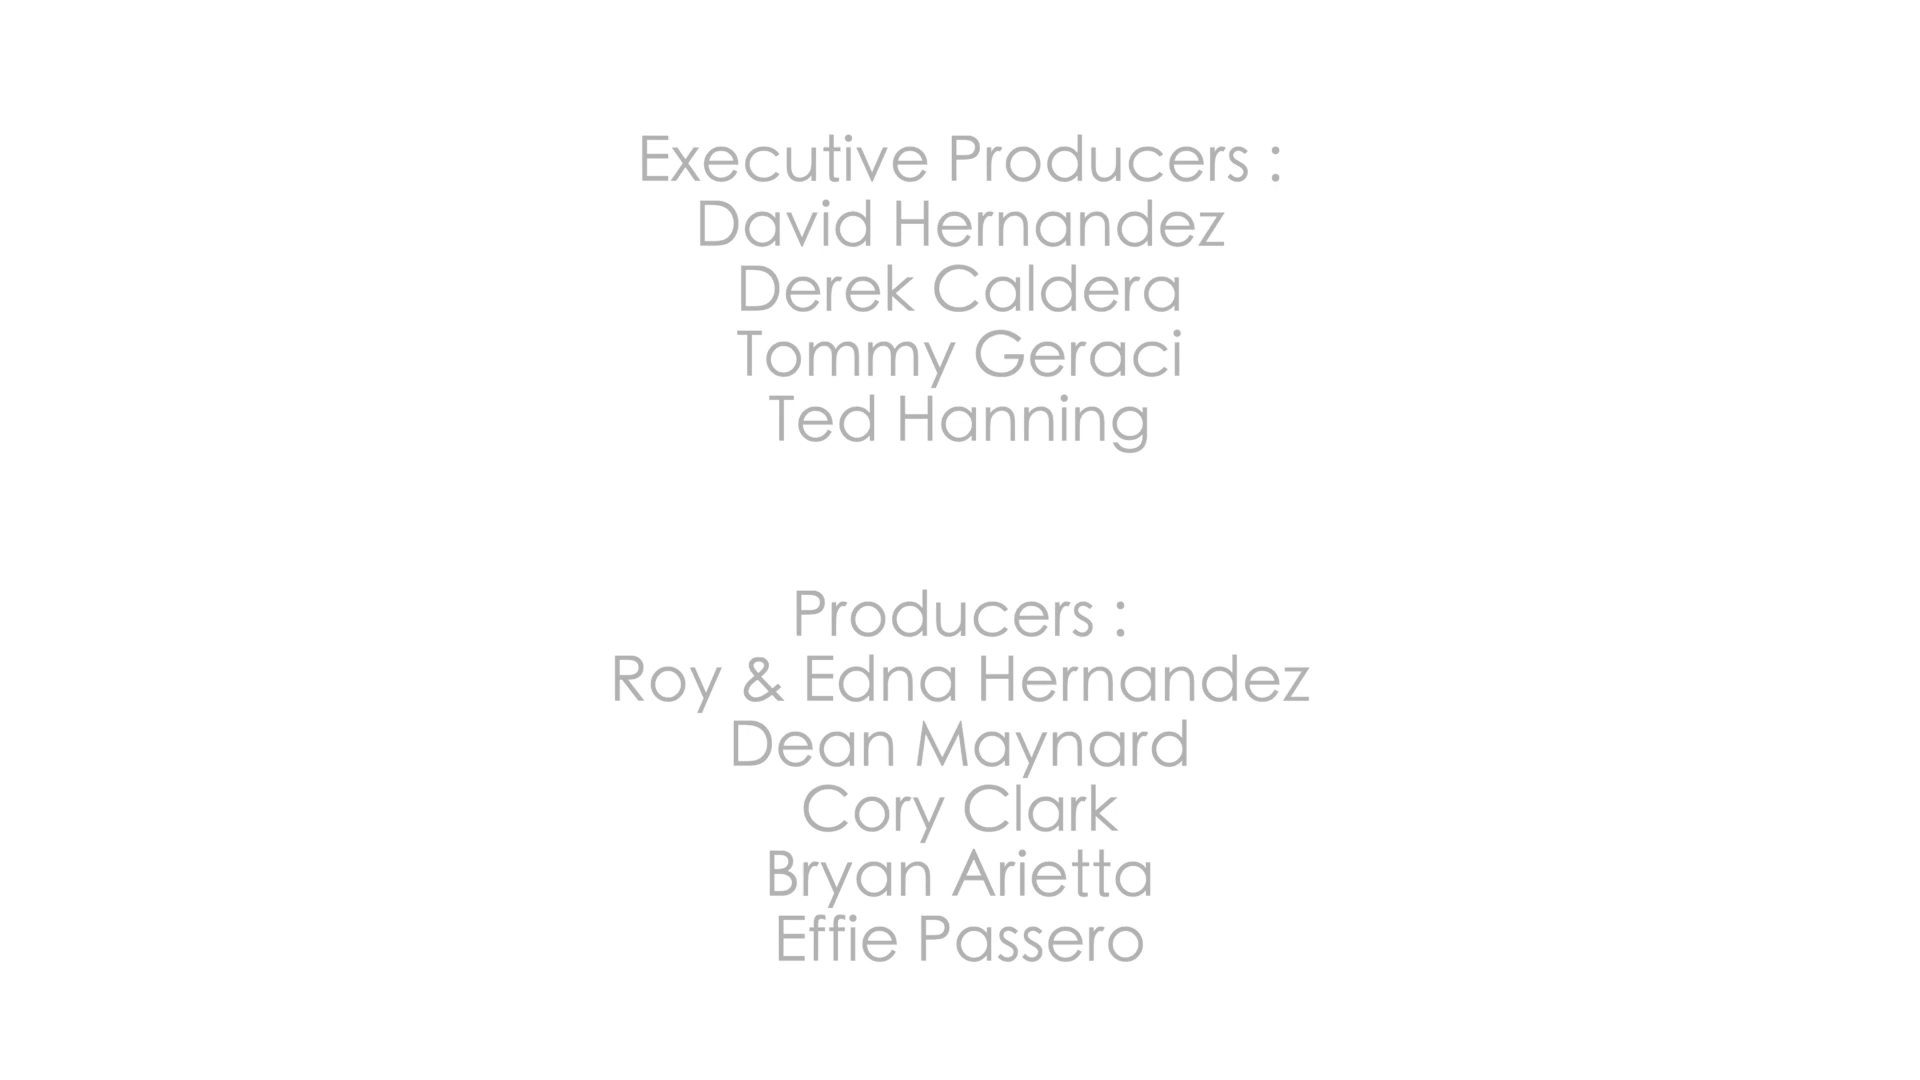 Executive Producers :
David Hernandez
Derek Caldera
Tommy Geraci
Ted Hanning
Producers :
Roy & Edna Hernandez
Dean Maynard
Cory Clark
Bryan Arietta
Effie Passero